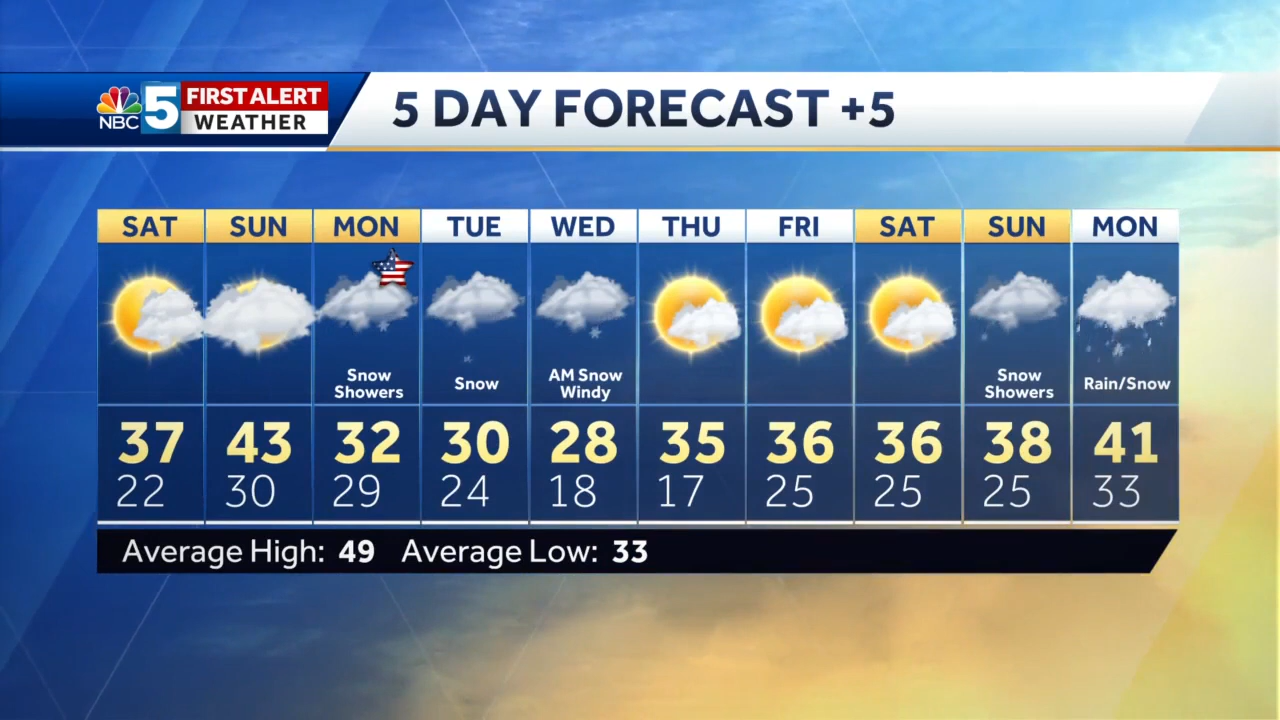 NBC 5 FIRST ALERT WEATHER
5 DAY FORECAST +5
SAT SUN MON TUE WED THU FRI SAT SUN MON
Snow Showers
Snow
AM Snow Windy
Snow Showers
Rain/Snow
37 43 32 30 28 35 36 36 38 41
22 30 29 24 18 17 25 25 25 33
Average High: 49 Average Low: 33